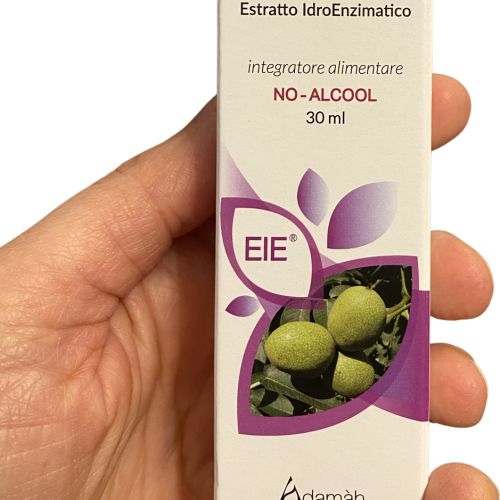 Estratto IdroEnzimatico
integratore alimentare
NO-ALCOOL
30 ml
EIE®
Adamàh